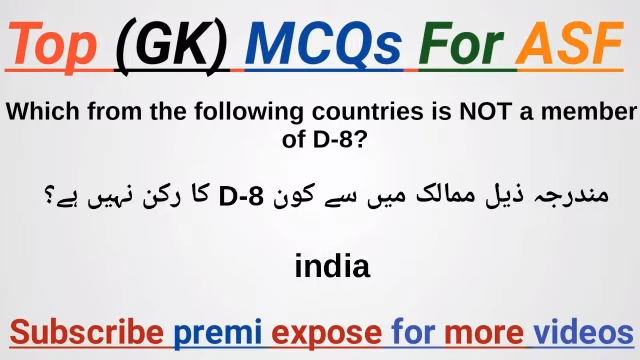 Top (GK) MCQs For ASF
Which from the following countries is NOT a member
of D-8?
مندرجہ ذیل ممالک میں سے کون D-8 کا رکن نہیں ہے؟
india
Subscribe premi expose for more videos